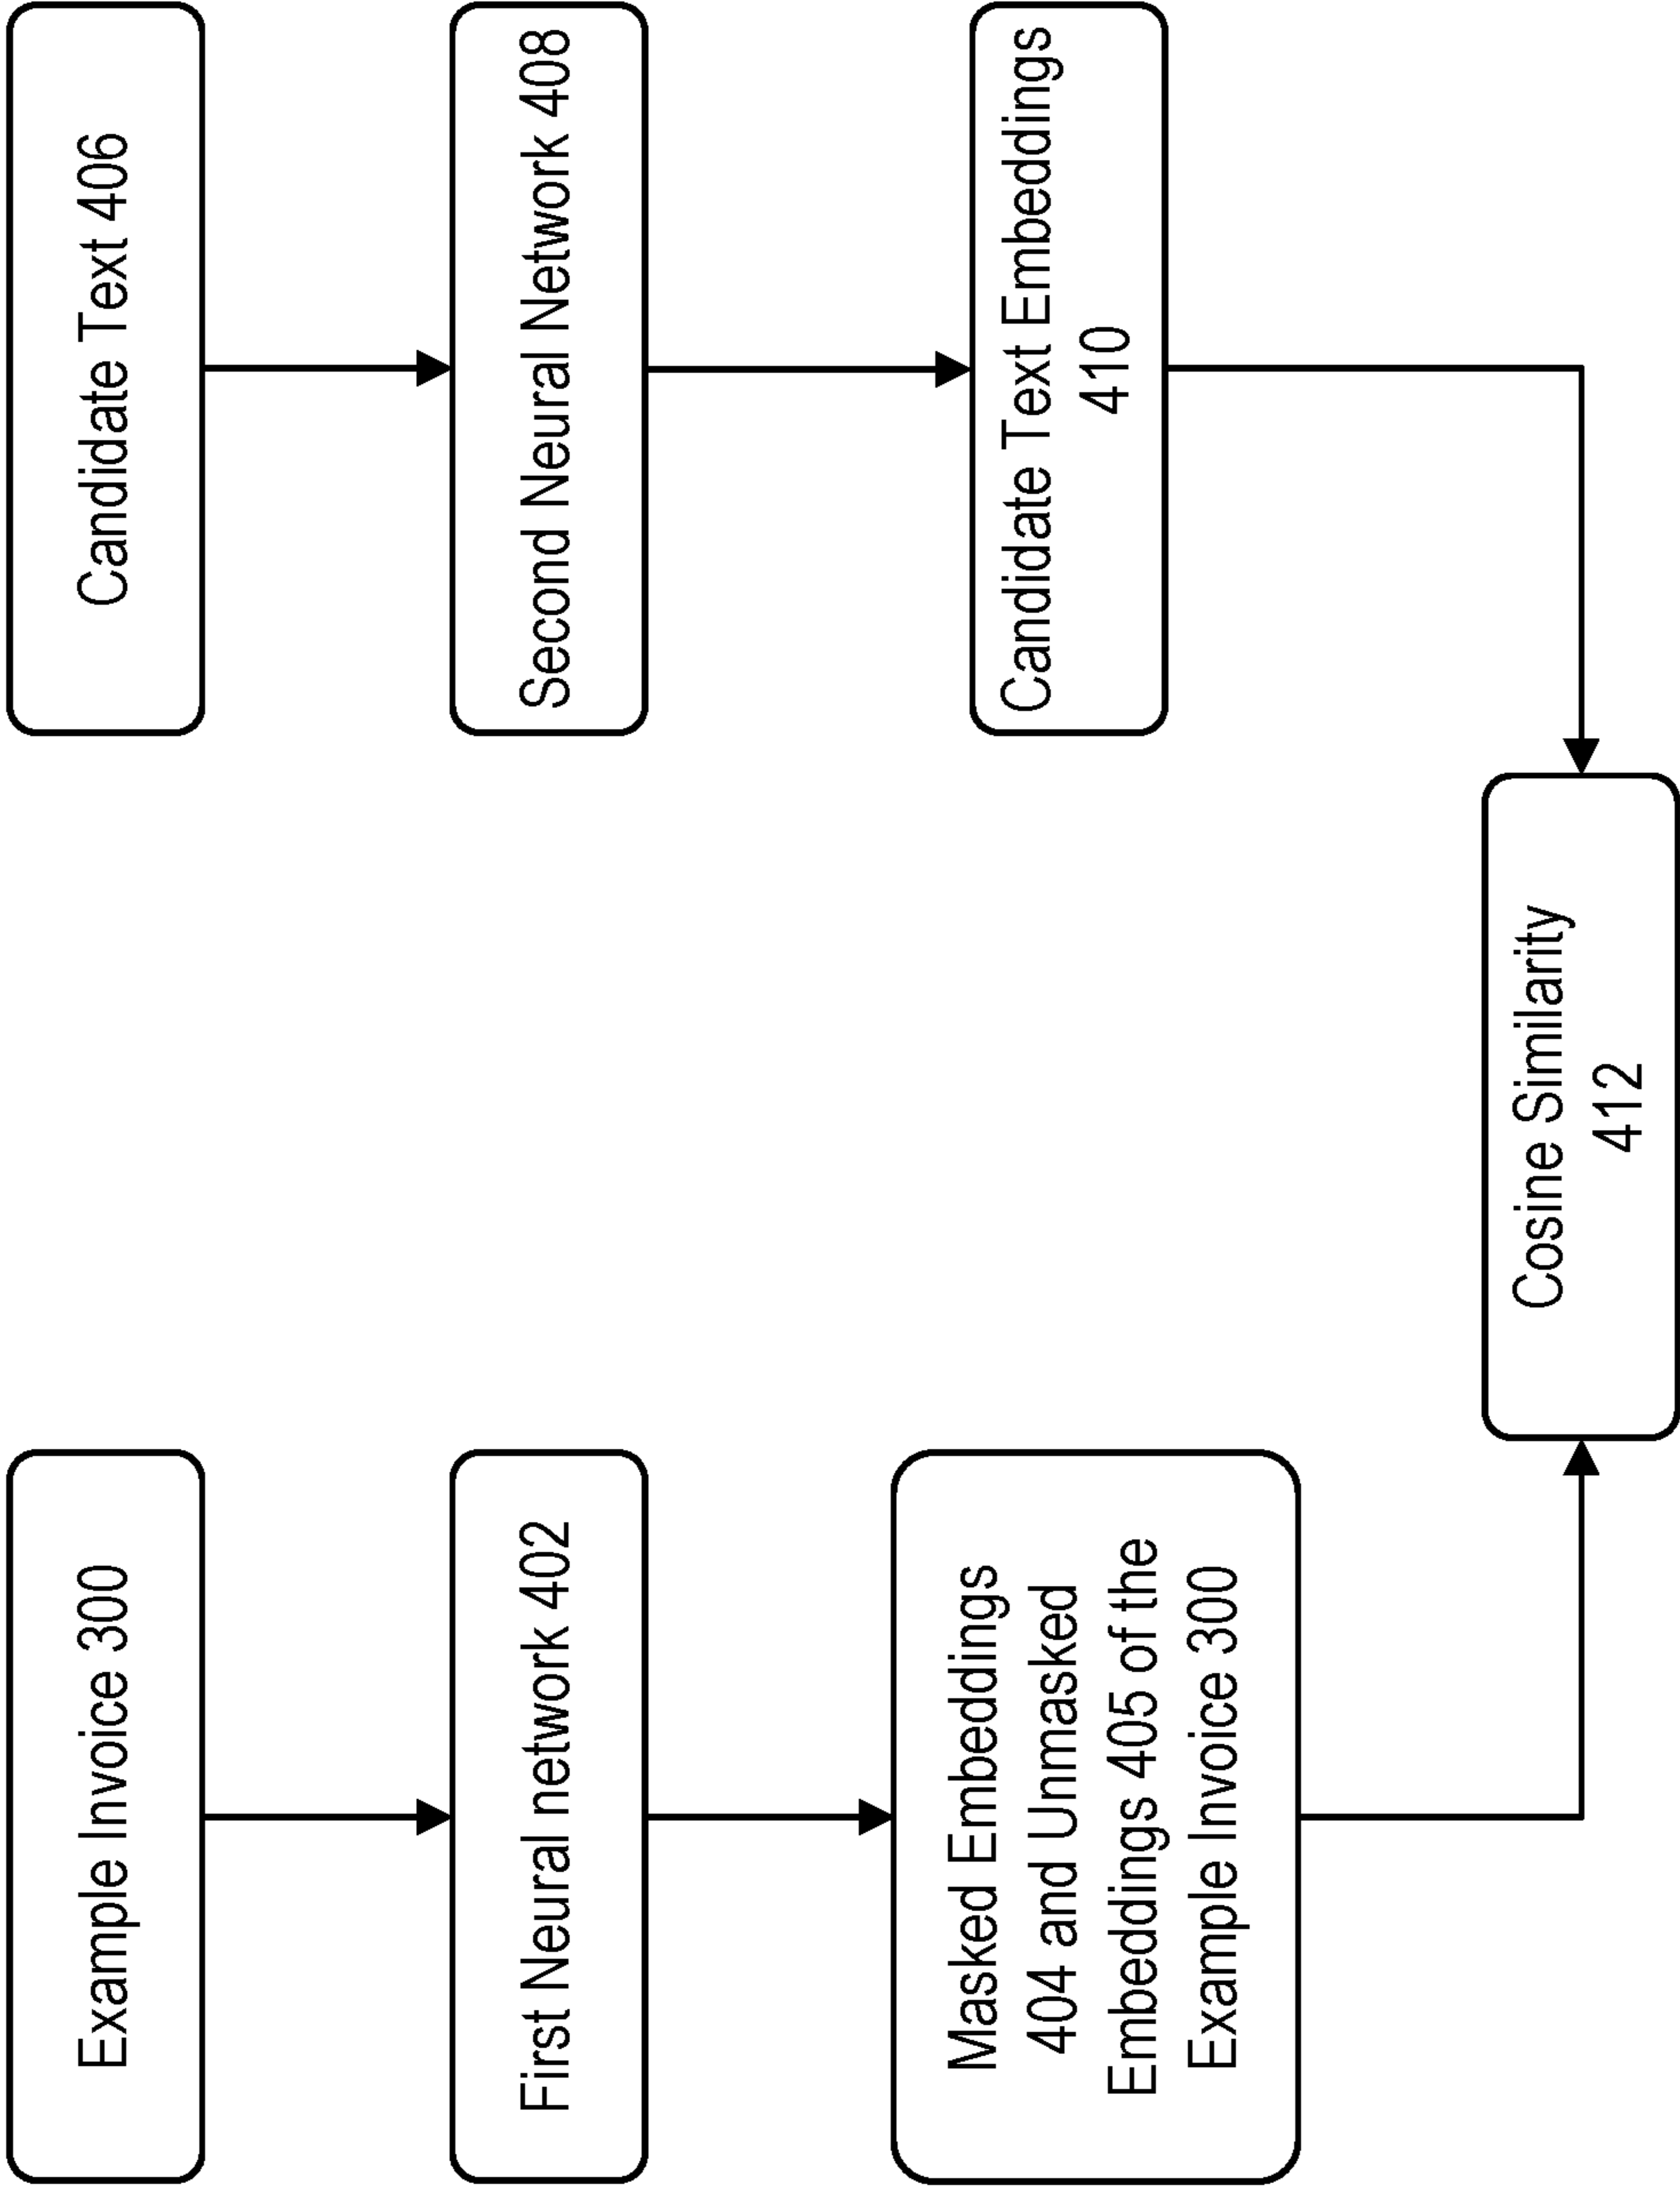 Example Invoice 300
First Neural network 402
Masked Embeddings
404 and Unmasked
Embeddings 405 of the
Example Invoice 300
Candidate Text 406
Second Neural Network 408
Candidate Text Embeddings
410
Cosine Similarity
412